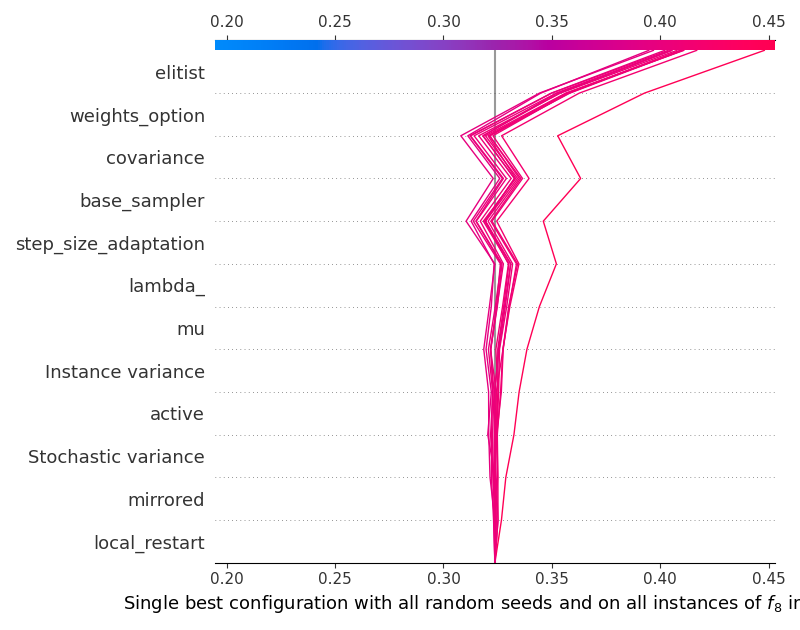 0.20 0.25 0.30 0.35 0.40 0.45
elitist
weights_option
covariance
base_sampler
step_size_adaptation
lambda_
mu
Instance variance
active
Stochastic variance
mirrored
local_restart
0.20 0.25 0.30 0.35 0.40 0.45
Single best configuration with all random seeds and on all instances of f₈ in